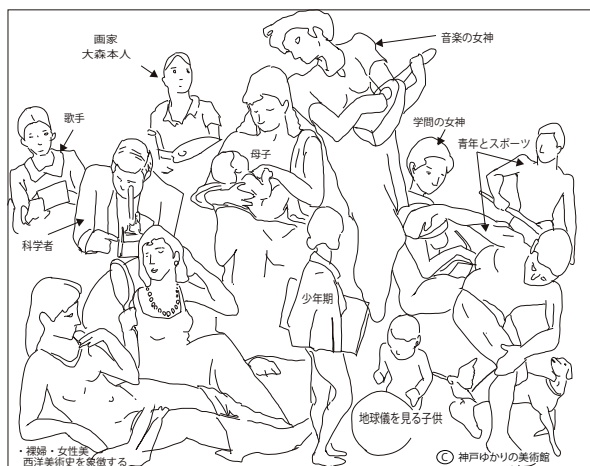 画家
大森本人
音楽の女神
歌手
母子
学問の女神
青年とスポーツ
科学者
少年期
地球儀を見る子供
・裸婦・女性美
西洋美術史を象徴する
Ⓒ 神戸ゆかりの美術館